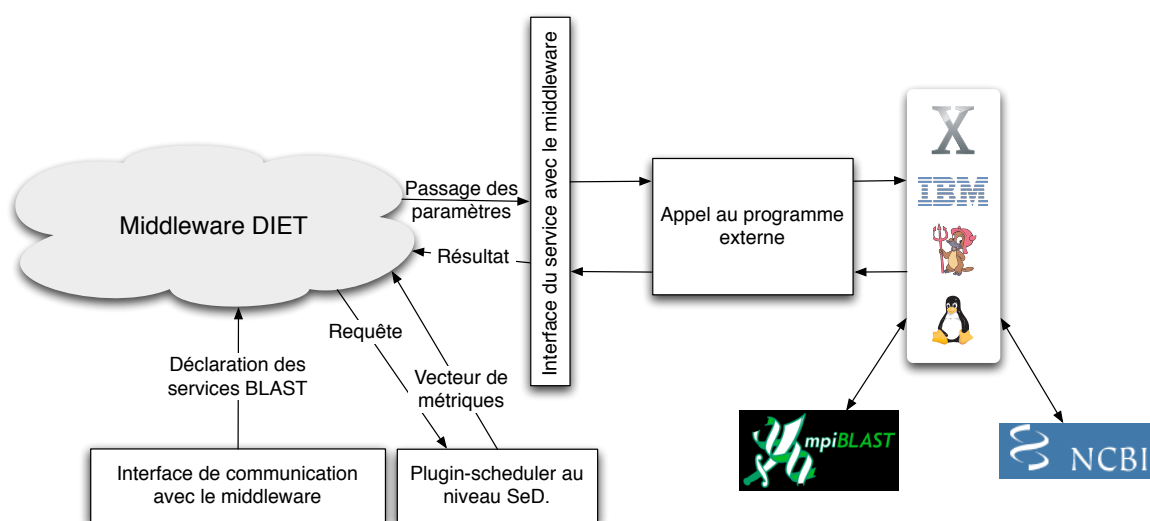 Interface du service avec le middleware
Middleware DIET
Passage des
paramètres
Résultat
Appel au programme
externe
X
IBM
Requête
Déclaration des
services BLAST
Vecteur de
métriques
mpiBLAST
NCBI
Interface de communication
avec le middleware
Plugin-scheduler au
niveau SeD.